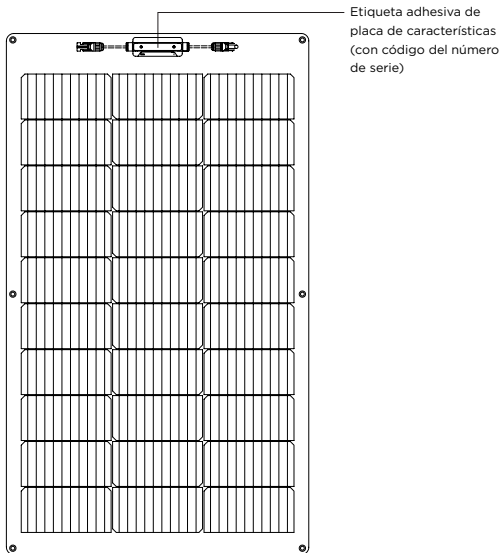 Etiqueta adhesiva de
placa de características
(con código del número
de serie)